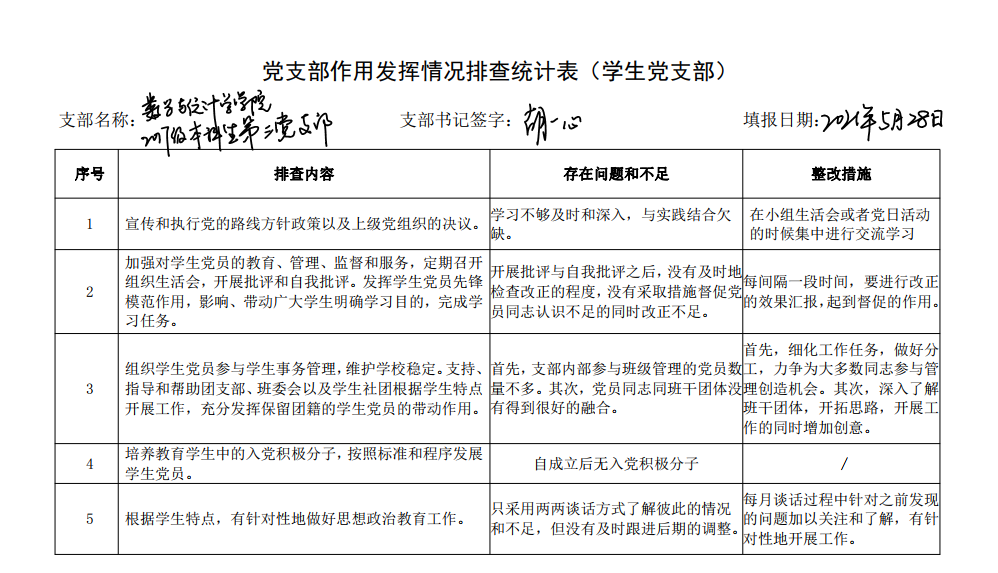 党支部作用发挥情况排查统计表（学生党支部）
支部名称：数学与统计学学院
2017级本科生第三党支部
支部书记签字：胡一心
填报日期：2021年5月28日
序号 排查内容 存在问题和不足 整改措施
1
宣传和执行党的路线方针政策以及上级党组织的决议。
学习不够及时和深入，与实践结合欠
缺。
在小组生活会或者党日活动
的时候集中进行交流学习
2
加强对学生党员的教育、管理、监督和服务，定期召开
组织生活会，开展批评和自我批评。发挥学生党员先锋
模范作用，影响、带动广大学生明确学习目的，完成学
习任务。
开展批评与自我批评之后，没有及时地
检查改正的程度，没有采取措施督促党
员同志认识不足的同时改正不足。
每间隔一段时间，要进行改正
的效果汇报，起到督促的作用。
3
组织学生党员参与学生事务管理，维护学校稳定。支持、
指导和帮助团支部、班委会以及学生社团根据学生特点
开展工作，充分发挥保留团籍的学生党员的带动作用。
首先，支部内部参与班级管理的党员数
量不多。其次，党员同志同班干团体没
有得到很好的融合。
首先，细化工作任务，做好分
工，力争为大多数同志参与管
理创造机会。其次，深入了解
班干团体，开拓思路，开展工
作的同时增加创意。
4
培养教育学生中的入党积极分子，按照标准和程序发展
学生党员。
自成立后无入党积极分子
/
5
根据学生特点，有针对性地做好思想政治教育工作。
只采用两两谈话方式了解彼此的情况
和不足，但没有及时跟进后期的调整。
每月谈话过程中针对之前发现
的问题加以关注和了解，有针
对性地开展工作。